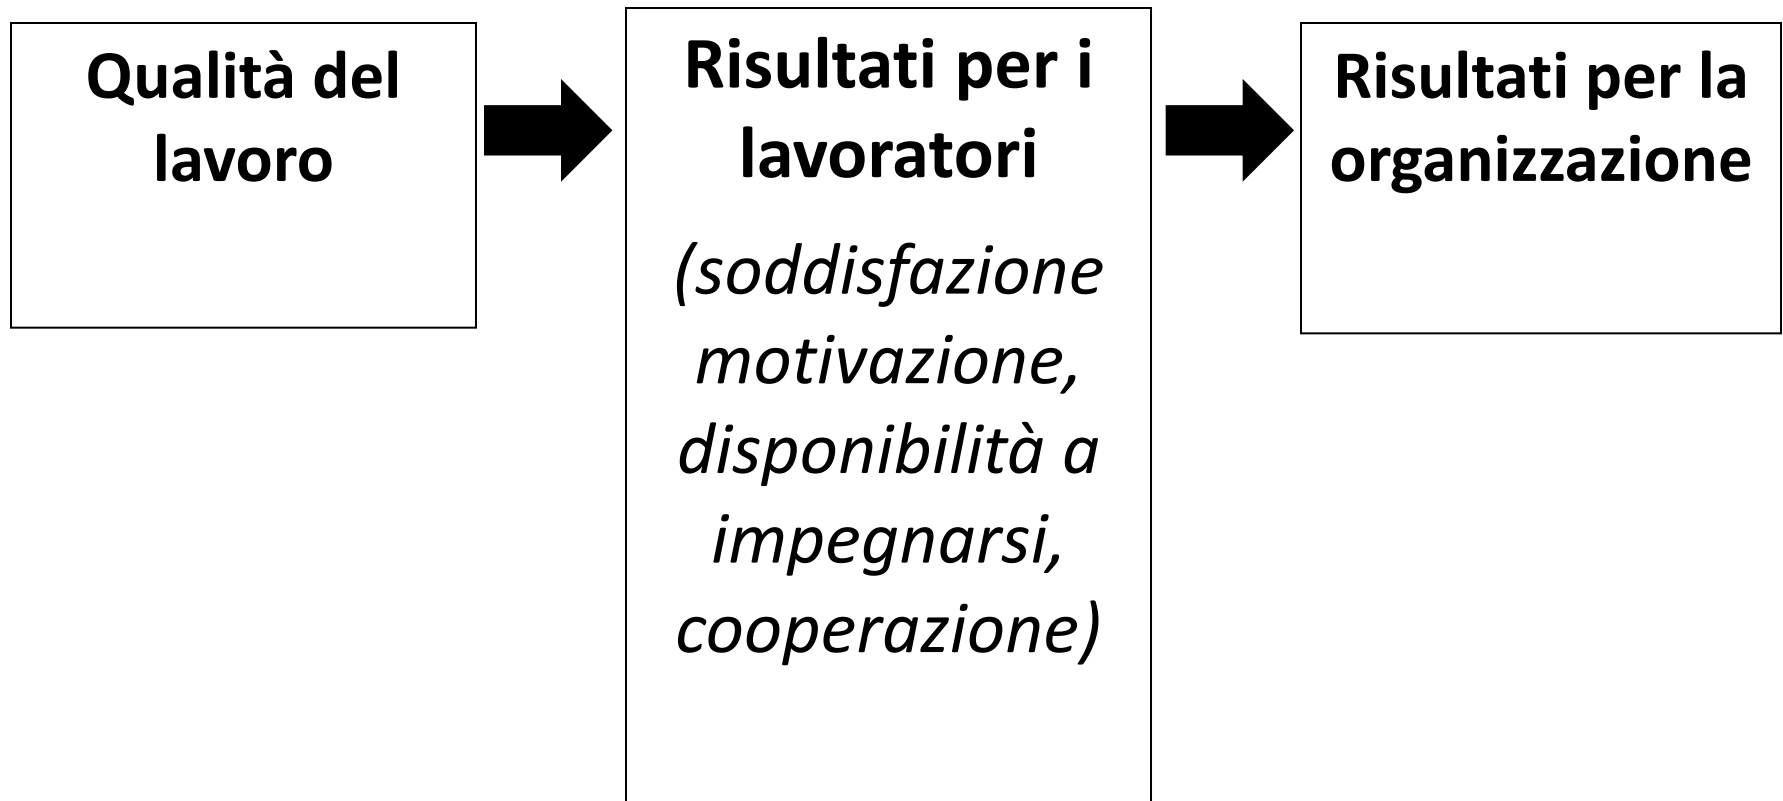 Qualità del
lavoro
Risultati per i
lavoratori
(soddisfazione
motivazione,
disponibilità a
impegnarsi,
cooperazione)
Risultati per la
organizzazione